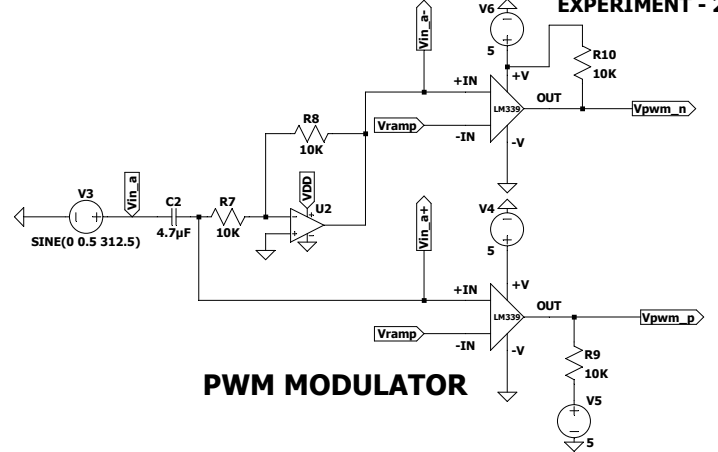 EXPERIMENT - 2
V6
5
+V
R10
10K
Vin_a-
+IN
LM339
OUT
Vpwm_n
Vramp
-IN
-V
R8
10K
V3
Vin_a
C2
4.7µF
R7
10K
VDD
U2
SINE(0 0.5 312.5)
Vin_a+
V4
5
+V
+IN
LM339
OUT
Vpwm_p
Vramp
-IN
-V
R9
10K
V5
5
PWM MODULATOR